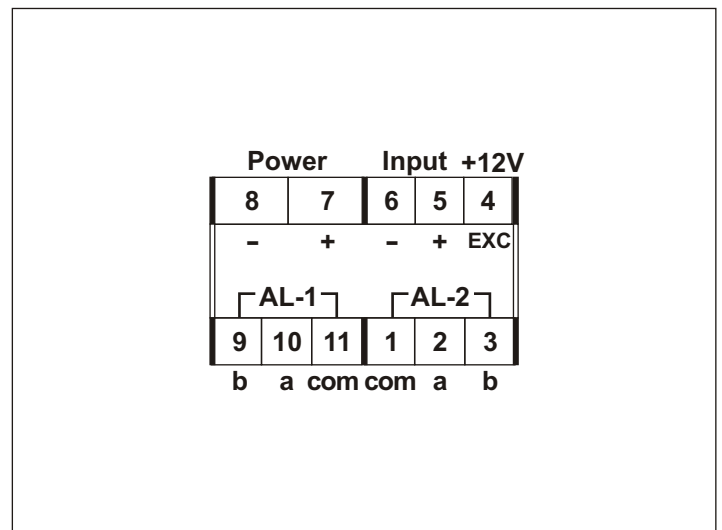 Power Input +12V
8 7 6 5 4
- + - + EXC
AL-1 AL-2
9 10 11 1 2 3
b a com com a b